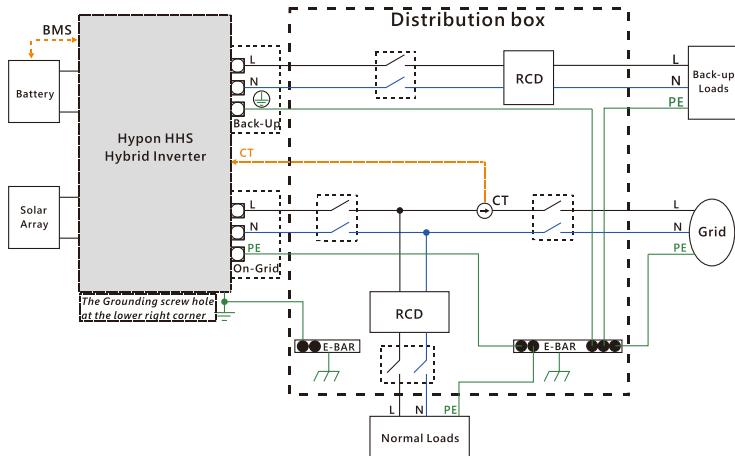 Distribution box
BMS
Battery
Hypon HHS
Hybrid Inverter
L
N
Back-Up
RCD
L
N
PE
Back-up
Loads
CT
Solar
Array
L
N
PE
On-Grid
CT
L
N
PE
Grid
The Grounding screw hole
at the lower right corner
RCD
E-BAR
E-BAR
L
N
PE
Normal Loads